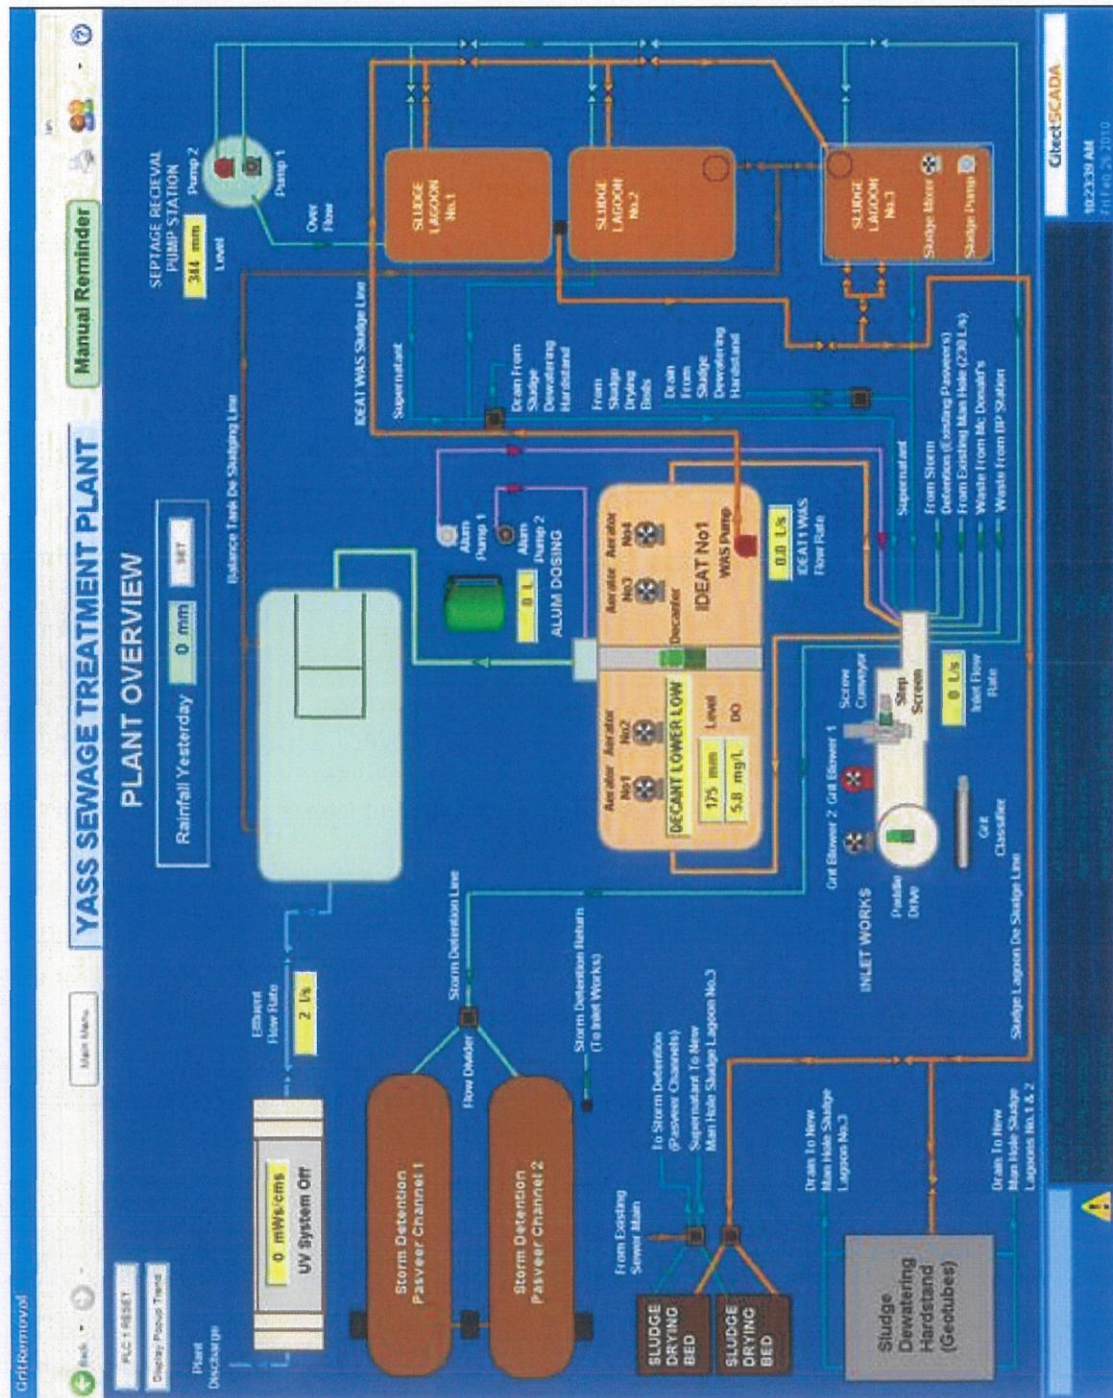 GritRemoval
Back
Main Menu
YASS SEWAGE TREATMENT PLANT
Manual Reminder
PLC 1 RESET
Display Popup Trend
PLANT OVERVIEW
Rainfall Yesterday
0 mm
SET
SEPTAGE RECIEVAL
PUMP STATION
344 mm
Level
Pump 2
Pump 1
Over
Flow
Balance Tank De-Sludging Line
Plant
Discharge
0 mWs/cms
UV System Off
Effluent
Flow Rate
2 l/s
IDEAT WAS Sludge Line
Supernatant
SLUDGE
LAGOON
No.1
SLUDGE
LAGOON
No.2
SLUDGE
LAGOON
No.3
Sludge Mixer
Sludge Pump
Storm Detention
Pasveer Channel 1
Storm Detention
Pasveer Channel 2
Flow Divider
Storm Detention Line
Storm Detention Return
(To Inlet Works)
Alum
Pump 1
Alum
Pump 2
0 L
ALUM DOSING
Drain From
Sludge
Dewatering
Hardstand
From
Sludge
Drying
Beds
Drain
From
Sludge
Dewatering
Hardstand
Aerator
No1
Aerator
No2
Aerator
No3
Aerator
No4
DECANT LOWER LOW
175 mm
Level
5.8 mg/L
DO
Decanter
IDEAT No1
WAS Pump
0.0 L/s
IDEAT1 WAS
Flow Rate
Supernatant
From Storm
Detention (Existing Pasveers)
From Existing Man Hole (230 L/s)
Waste From Mc Donald's
Waste From BP Station
Grit Blower 2
Grit Blower 1
Screw
Conveyor
Step
Screen
INLET WORKS
Paddle
Drive
Grit
Classifier
0 L/s
Inlet Flow
Rate
From Existing
Sewer Main
To Storm Detention
(Pasveer Channels)
Supernatant To New
Man Hole Sludge Lagoon No.3
SLUDGE
DRYING
BED
SLUDGE
DRYING
BED
Sludge Lagoon De Sludge Line
Drain To New
Man Hole Sludge
Lagoon No.3
Sludge
Dewatering
Hardstand
(Geotubes)
Drain To New
Man Hole Sludge
Lagoons No.1 & 2
CitectSCADA
10:23:39 AM
Fri Feb 26 2010